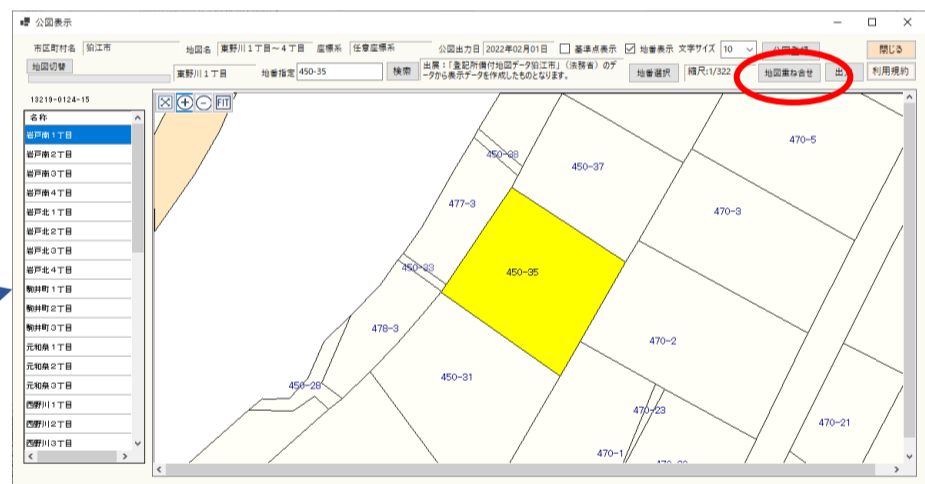 公図表示
市区町村名 狛江市 地図名 東野川１丁目～４丁目 座標系 任意座標系 公図出力日 2022年02月01日 基準点表示 地番表示 文字サイズ 10 閉じる
地図切替 東野川１丁目 地番指定 450-35 検索 出展：「登記所備付地図データ狛江市」（法務省）のデ
ータから表示データを作成したものとなります。 地番選択 縮尺:1/322 地図重ね合せ 利用規約
13219-0124-15
名称
岩戸南１丁目
岩戸南２丁目
岩戸南３丁目
岩戸南４丁目
岩戸北１丁目
岩戸北２丁目
岩戸北３丁目
岩戸北４丁目
駒井町１丁目
駒井町２丁目
駒井町３丁目
元和泉１丁目
元和泉２丁目
元和泉３丁目
西野川１丁目
西野川２丁目
西野川３丁目
FIT
470-5
450-38
450-37
477-3
470-3
450-33
450-35
478-3
470-2
450-31
450-28
470-23
470-21
470-1